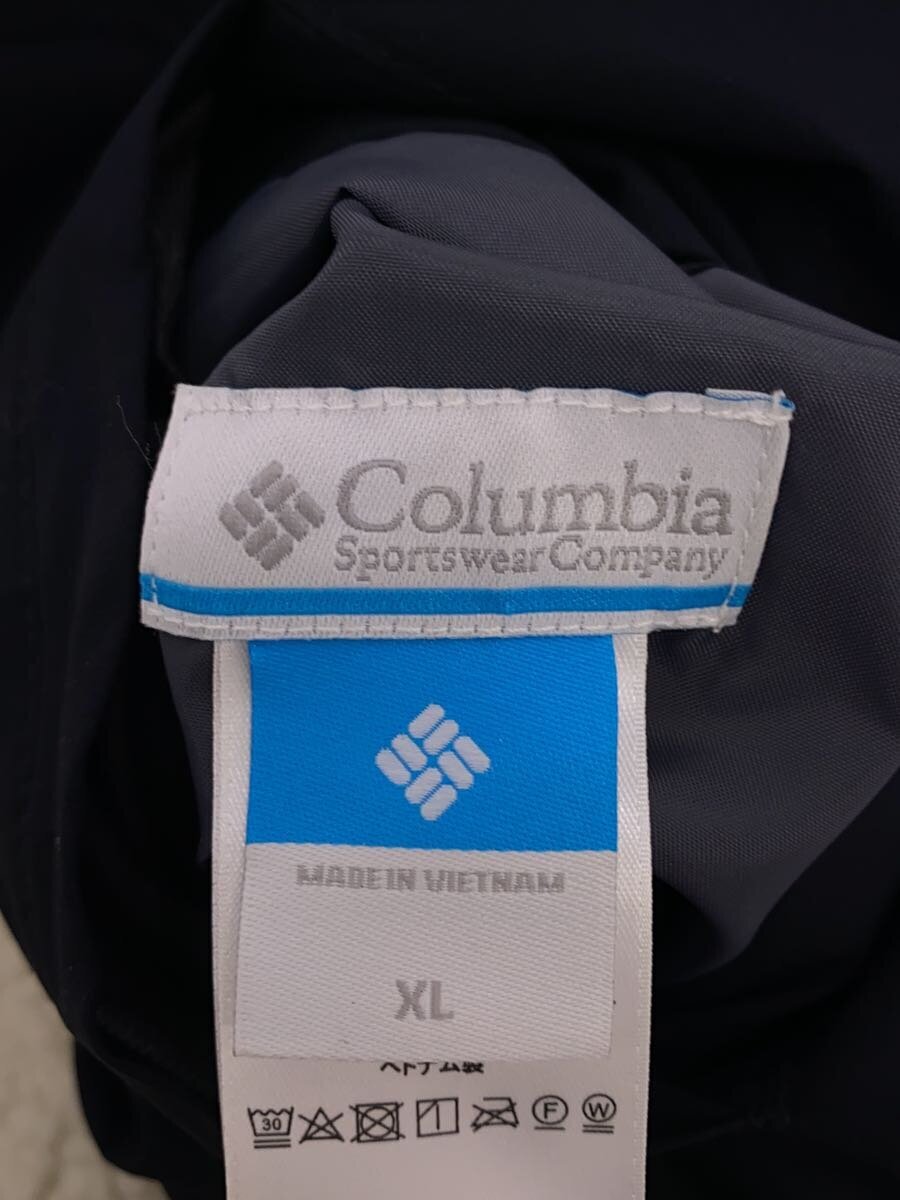 Columbia
Sportswear Company
MADE IN VIETNAM
XL
ベトナム製
30
F
W